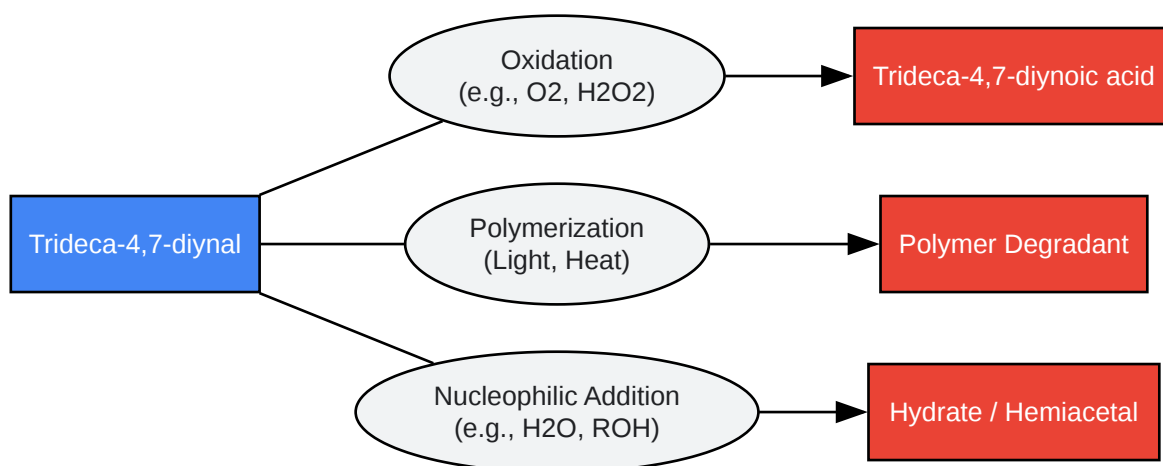 Oxidation
(e.g., O2, H2O2)
Trideca-4,7-diynoic acid
Trideca-4,7-diynal
Polymerization
(Light, Heat)
Polymer Degradant
Nucleophilic Addition
(e.g., H2O, ROH)
Hydrate / Hemiacetal